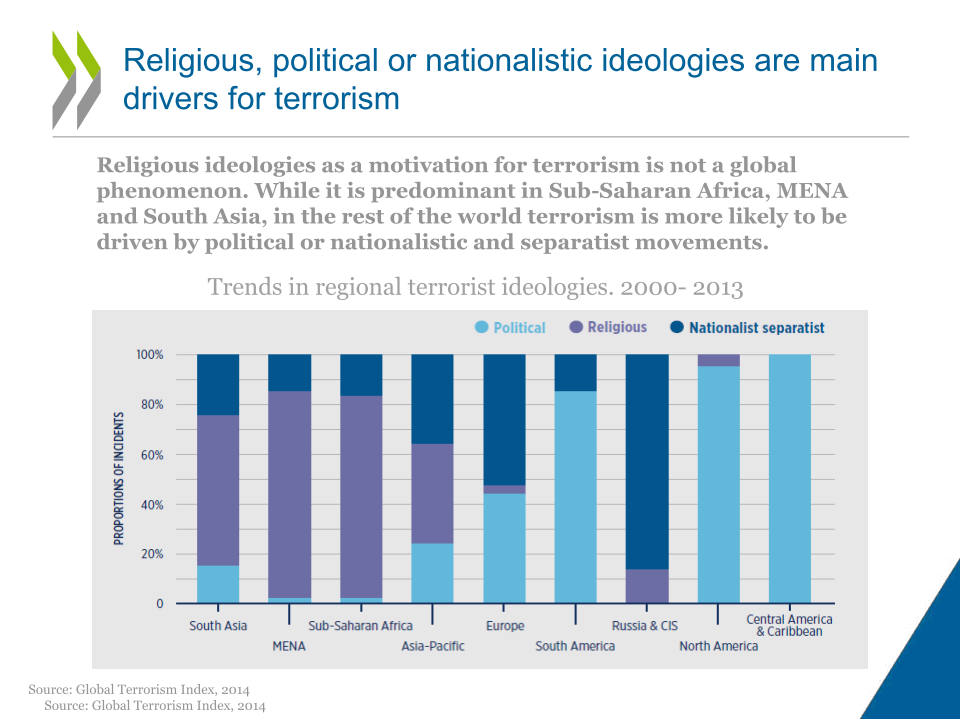 Religious, political or nationalistic ideologies are main
drivers for terrorism
Religious ideologies as a motivation for terrorism is not a global
phenomenon. While it is predominant in Sub-Saharan Africa, MENA
and South Asia, in the rest of the world terrorism is more likely to be
driven by political or nationalistic and separatist movements.
Trends in regional terrorist ideologies. 2000- 2013
Political Religious Nationalist separatist
100%
80%
60%
40%
20%
0
PROPORTIONS OF INCIDENTS
South Asia
MENA
Sub-Saharan Africa
Asia-Pacific
Europe
South America
Russia & CIS
North America
Central America
& Caribbean
Source: Global Terrorism Index, 2014
Source: Global Terrorism Index, 2014